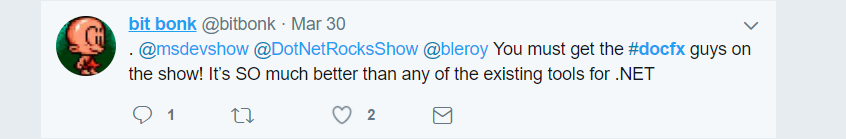 bit bonk @bitbonk · Mar 30
. @msdevshow @DotNetRocksShow @bleroy You must get the #docfx guys on
the show! It's SO much better than any of the existing tools for .NET
1 2